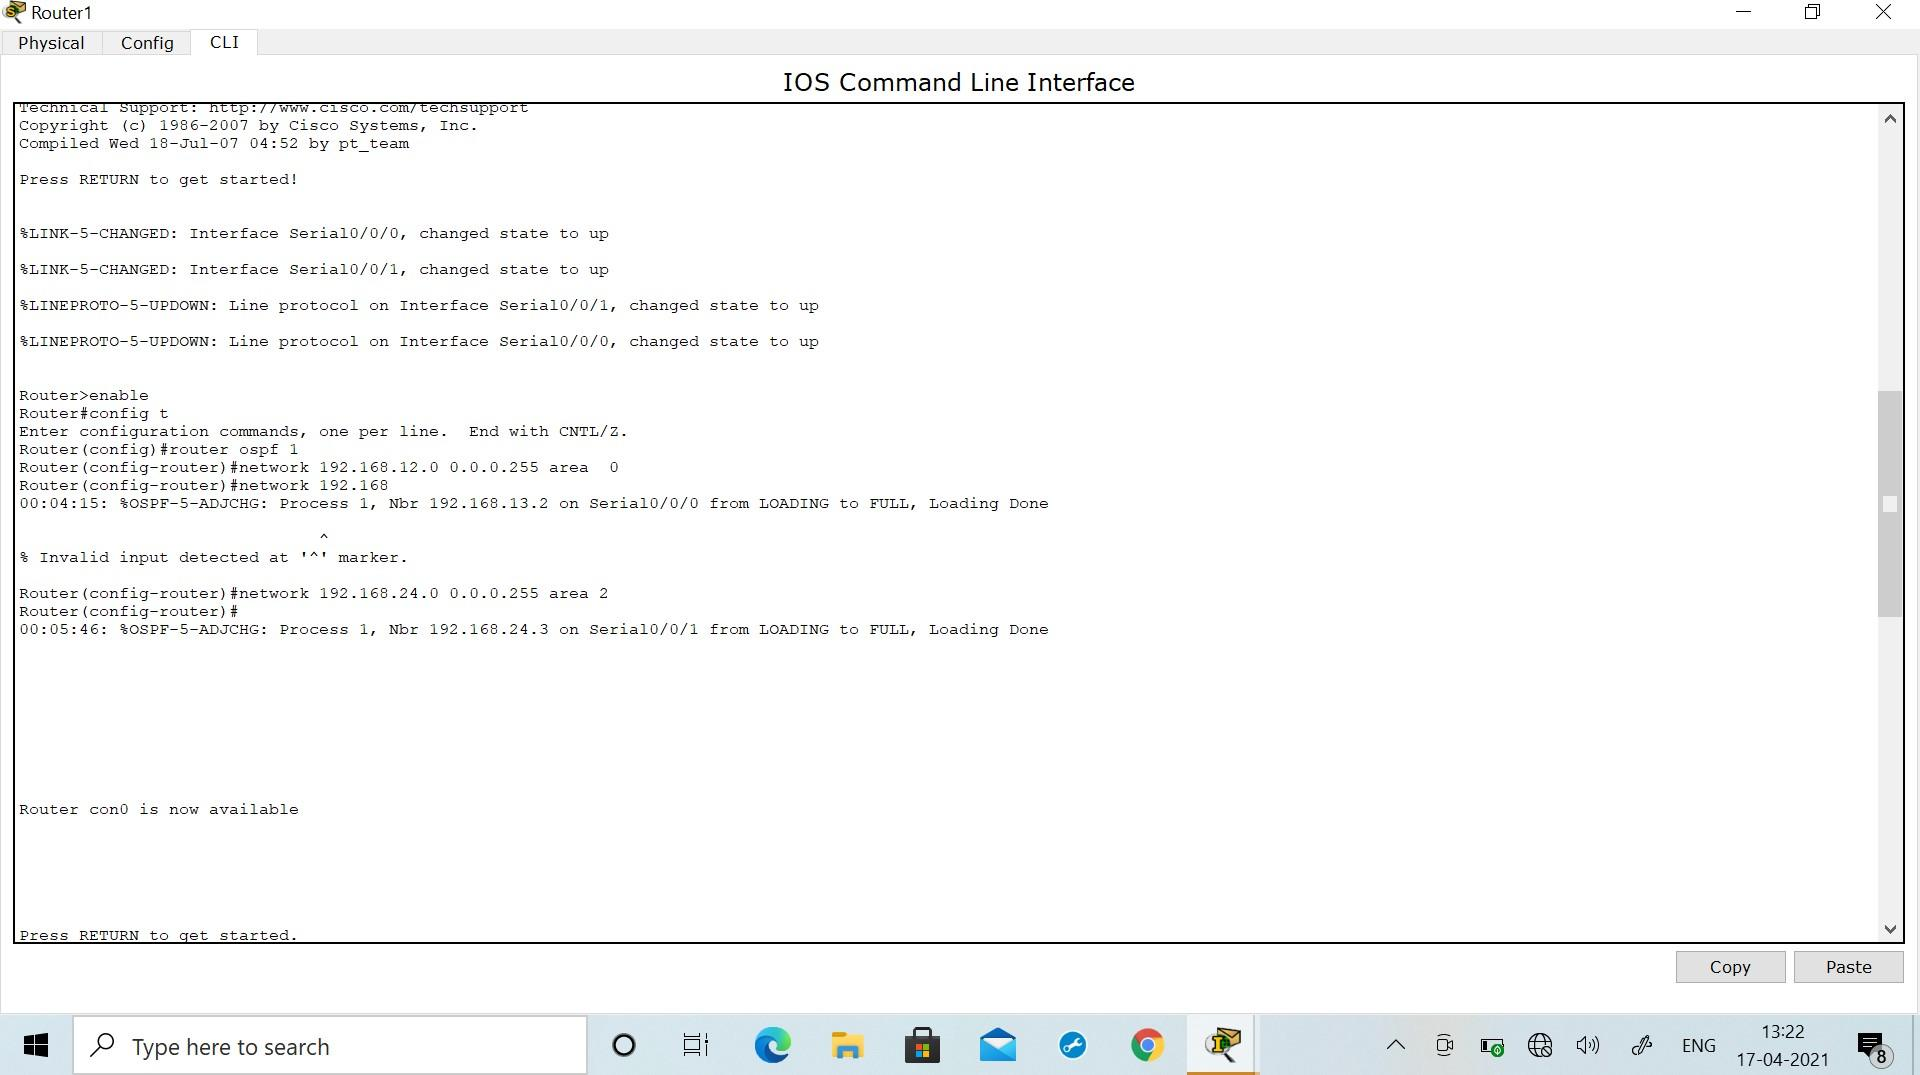 Router1
Physical Config CLI
IOS Command Line Interface
Technical Support: http://www.cisco.com/techsupport
Copyright (c) 1986-2007 by Cisco Systems, Inc.
Compiled Wed 18-Jul-07 04:52 by pt_team
Press RETURN to get started!
%LINK-5-CHANGED: Interface Serial0/0/0, changed state to up
%LINK-5-CHANGED: Interface Serial0/0/1, changed state to up
%LINEPROTO-5-UPDOWN: Line protocol on Interface Serial0/0/1, changed state to up
%LINEPROTO-5-UPDOWN: Line protocol on Interface Serial0/0/0, changed state to up
Router>enable
Router#config t
Enter configuration commands, one per line.  End with CNTL/Z.
Router(config)#router ospf 1
Router(config-router)#network 192.168.12.0 0.0.0.255 area  0
Router(config-router)#network 192.168
00:04:15: %OSPF-5-ADJCHG: Process 1, Nbr 192.168.13.2 on Serial0/0/0 from LOADING to FULL, Loading Done
^
% Invalid input detected at '^' marker.
Router(config-router)#network 192.168.24.0 0.0.0.255 area 2
Router(config-router)#
00:05:46: %OSPF-5-ADJCHG: Process 1, Nbr 192.168.24.3 on Serial0/0/1 from LOADING to FULL, Loading Done
Router con0 is now available
Press RETURN to get started.
Copy Paste
Type here to search
ENG
13:22
17-04-2021
8